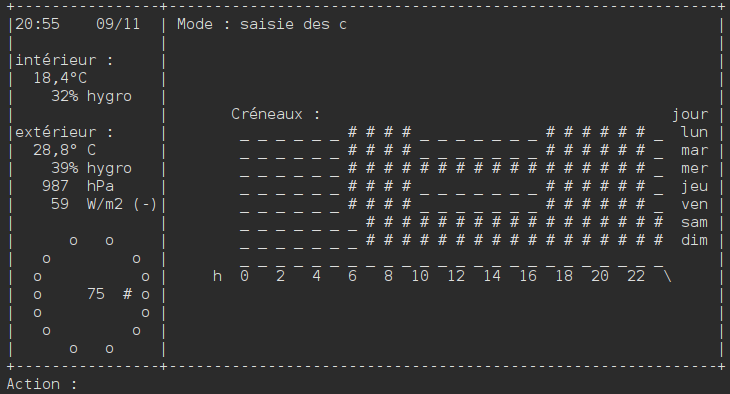 +----------------+-------------------------------------------------------------+
|20:55    09/11  | Mode : saisie des c                                         |
|                |                                                             |
|intérieur :     |                                                             |
|  18,4°C        |                                                             |
|    32% hygro   |                                                             |
|                |       Créneaux :                                       jour |
|extérieur :     |        _ _ _ _ _ _ # # # # _ _ _ _ _ _ _ # # # # # # _  lun |
|  28,8° C       |        _ _ _ _ _ _ # # # # _ _ _ _ _ _ _ # # # # # # _  mar |
|    39% hygro   |        _ _ _ _ _ _ # # # # # # # # # # # # # # # # # _  mer |
|   987  hPa     |        _ _ _ _ _ _ # # # # _ _ _ _ _ _ _ # # # # # # _  jeu |
|    59  W/m2 (-)|        _ _ _ _ _ _ # # # # _ _ _ _ _ _ _ # # # # # # _  ven |
|                |        _ _ _ _ _ _ _ # # # # # # # # # # # # # # # # #  sam |
|      o   o     |        _ _ _ _ _ _ _ # # # # # # # # # # # # # # # # #  dim |
|   o         o  |        _ _ _ _ _ _ _ _ _ _ _ _ _ _ _ _ _ _ _ _ _ _ _ _      |
|  o           o |     h  0   2   4   6   8  10  12  14  16  18  20  22  \     |
|  o     75  # o |                                                             |
|  o           o |                                                             |
|   o         o  |                                                             |
|      o   o     |                                                             |
+----------------+-------------------------------------------------------------+
Action :